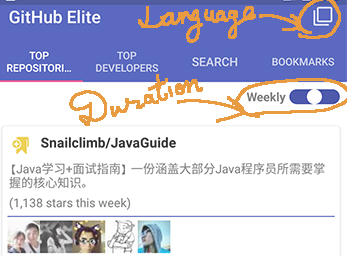 Language
GitHub Elite
TOP REPOSITORI... TOP DEVELOPERS SEARCH BOOKMARKS
Duration
Weekly
Snailclimb/JavaGuide
【Java学习+面试指南】一份涵盖大部分Java程序员所需要掌
握的核心知识。
(1,138 stars this week)